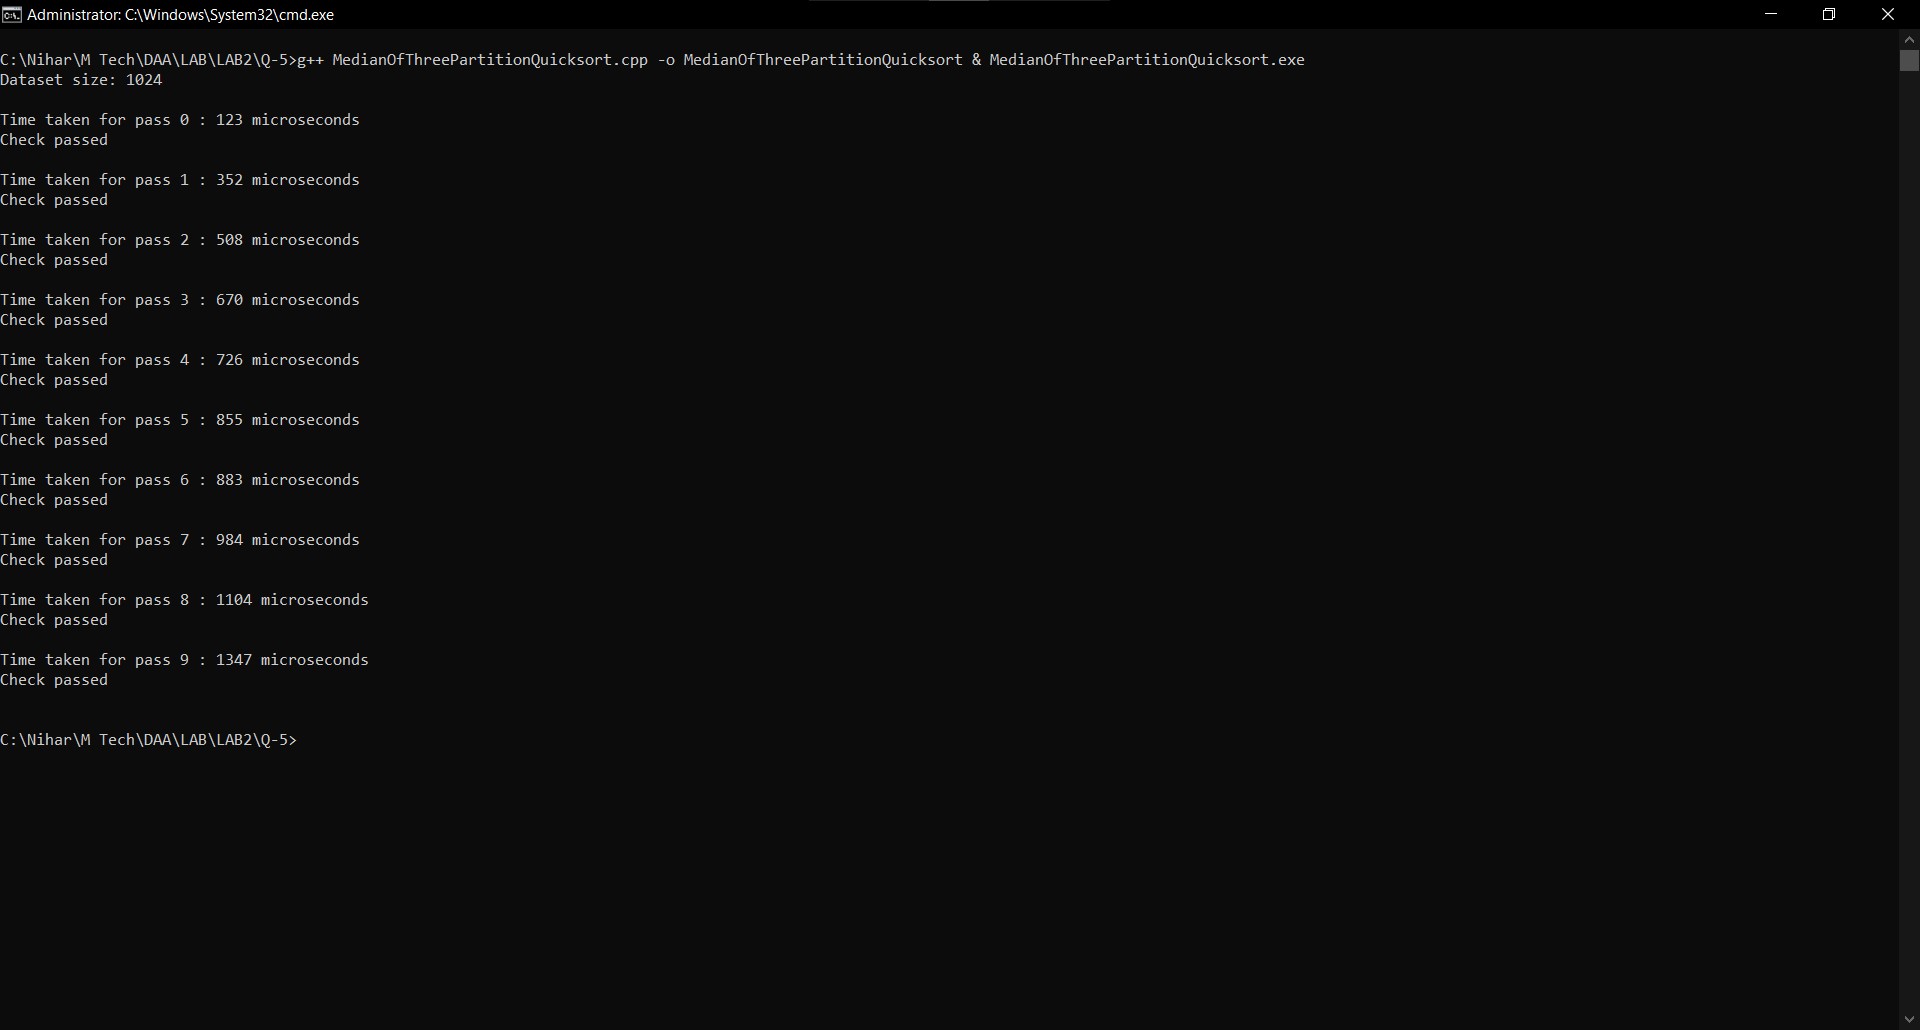 Administrator: C:\Windows\System32\cmd.exe
C:\Nihar\M Tech\DAA\LAB\LAB2\Q-5>g++ MedianOfThreePartitionQuicksort.cpp -o MedianOfThreePartitionQuicksort & MedianOfThreePartitionQuicksort.exe
Dataset size: 1024
Time taken for pass 0 : 123 microseconds
Check passed
Time taken for pass 1 : 352 microseconds
Check passed
Time taken for pass 2 : 508 microseconds
Check passed
Time taken for pass 3 : 670 microseconds
Check passed
Time taken for pass 4 : 726 microseconds
Check passed
Time taken for pass 5 : 855 microseconds
Check passed
Time taken for pass 6 : 883 microseconds
Check passed
Time taken for pass 7 : 984 microseconds
Check passed
Time taken for pass 8 : 1104 microseconds
Check passed
Time taken for pass 9 : 1347 microseconds
Check passed
C:\Nihar\M Tech\DAA\LAB\LAB2\Q-5>